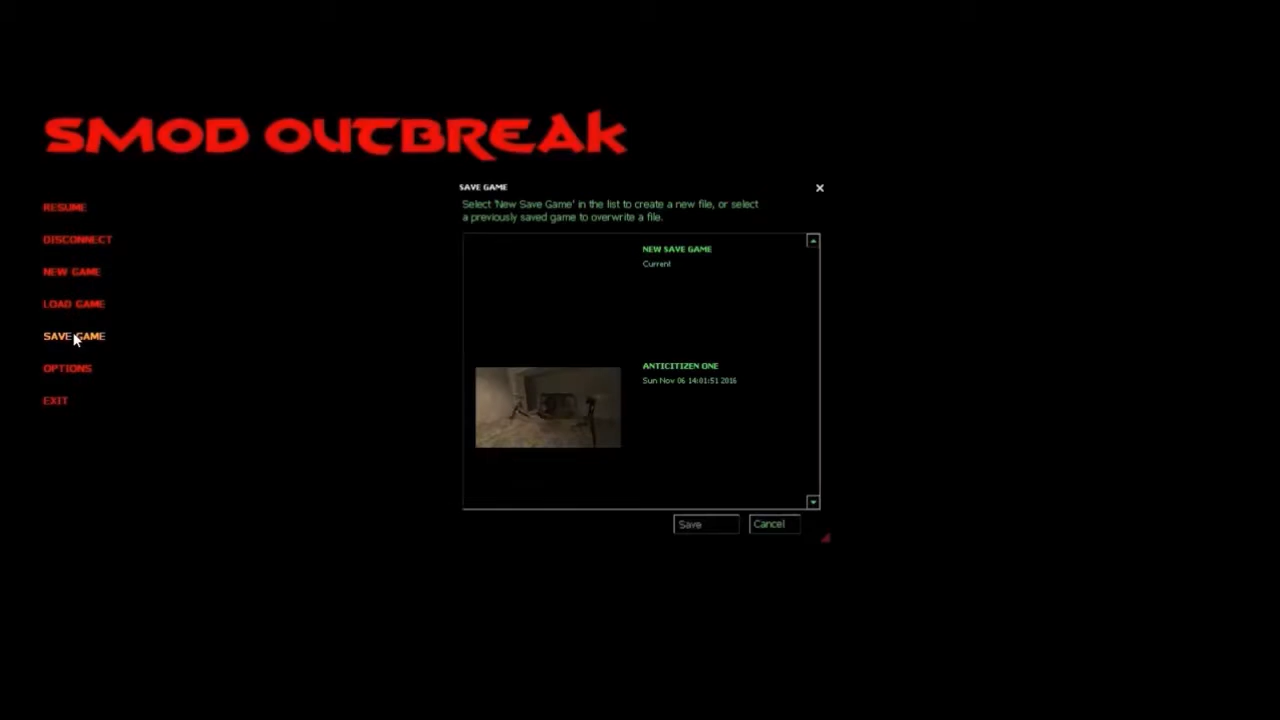 SMOD OUTBREAK
RESUME
DISCONNECT
NEW GAME
LOAD GAME
SAVE GAME
OPTIONS
EXIT
SAVE GAME
Select 'New Save Game' in the list to create a new file, or select
a previously saved game to overwrite a file.
NEW SAVE GAME
Current
ANTICITIZEN ONE
Sun Nov 06 14:01:51 2016
Save
Cancel